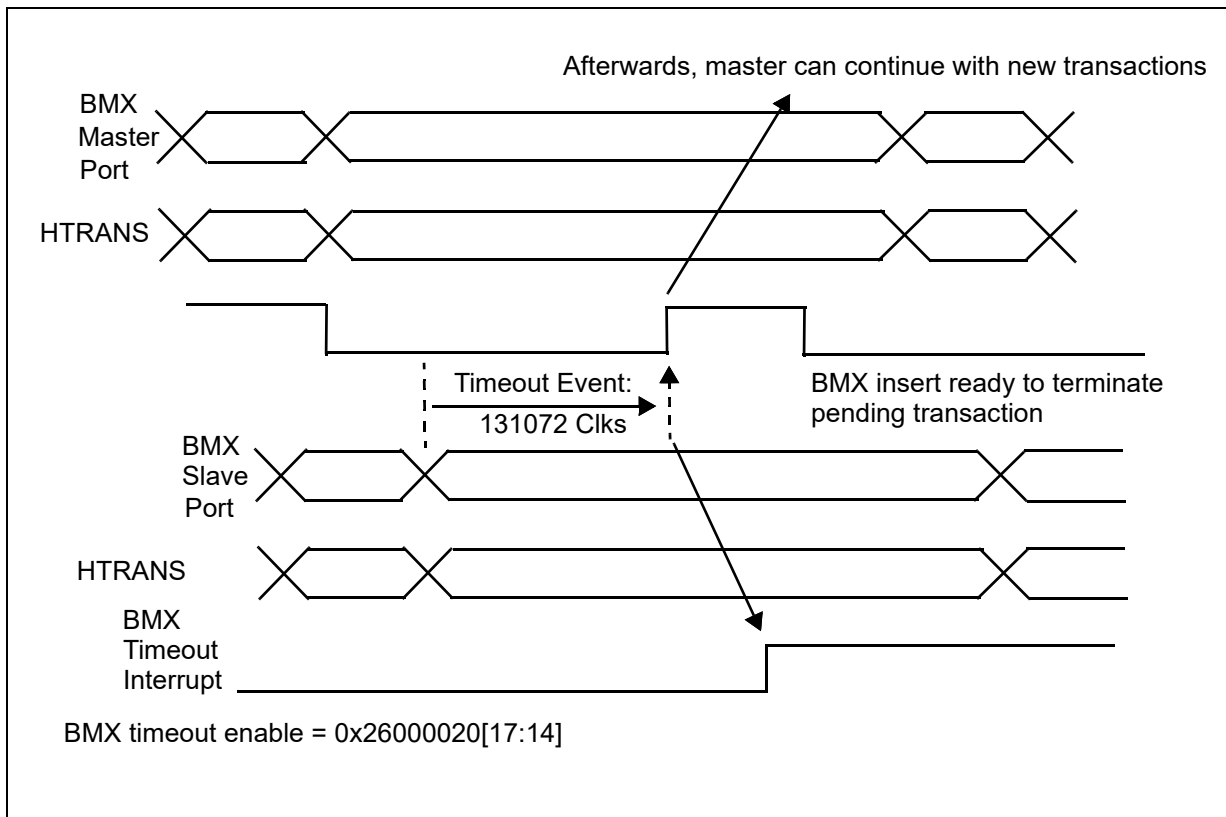 Afterwards, master can continue with new transactions
BMX
Master
Port
HTRANS
Timeout Event:
131072 Clks
BMX insert ready to terminate
pending transaction
BMX
Slave
Port
HTRANS
BMX
Timeout
Interrupt
BMX timeout enable = 0x26000020[17:14]